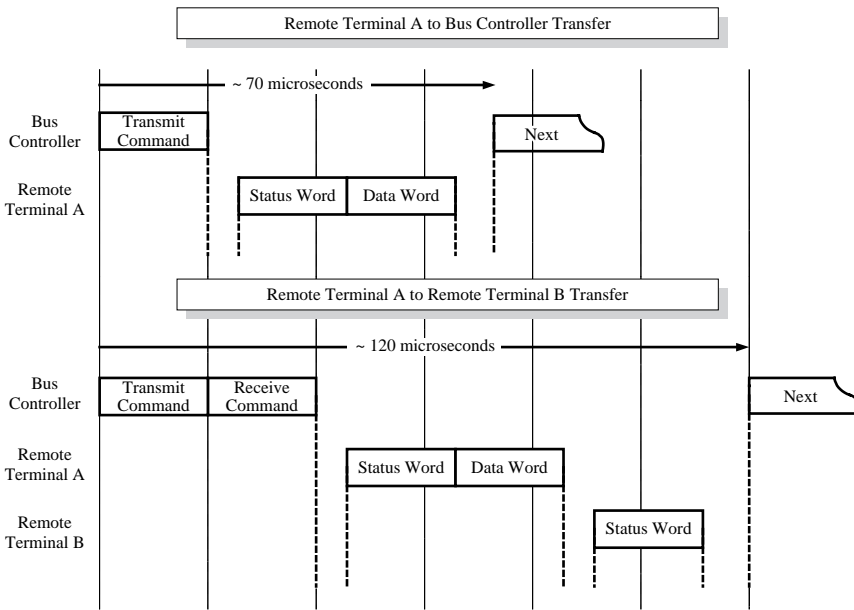 Remote Terminal A to Bus Controller Transfer
~ 70 microseconds
Bus
Controller
Transmit
Command
Next
Remote
Terminal A
Status Word
Data Word
Remote Terminal A to Remote Terminal B Transfer
~ 120 microseconds
Bus
Controller
Transmit
Command
Receive
Command
Next
Remote
Terminal A
Status Word
Data Word
Remote
Terminal B
Status Word